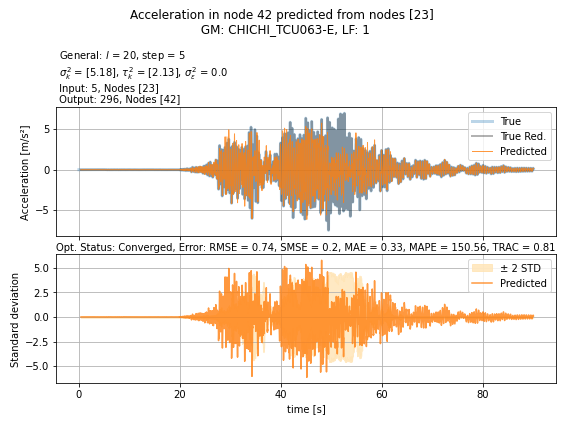 Acceleration in node 42 predicted from nodes [23]
GM: CHICHI_TCU063-E, LF: 1
General: l = 20, step = 5
σ²ₖ = [5.18], τ²ₖ = [2.13], σ²ε = 0.0
Input: 5, Nodes [23]
Output: 296, Nodes [42]
Acceleration [m/s²]
5
0
−5
True
True Red.
Predicted
Opt. Status: Converged, Error: RMSE = 0.74, SMSE = 0.2, MAE = 0.33, MAPE = 150.56, TRAC = 0.81
Standard deviation
5.0
2.5
0.0
−2.5
−5.0
± 2 STD
Predicted
0 20 40 60 80
time [s]